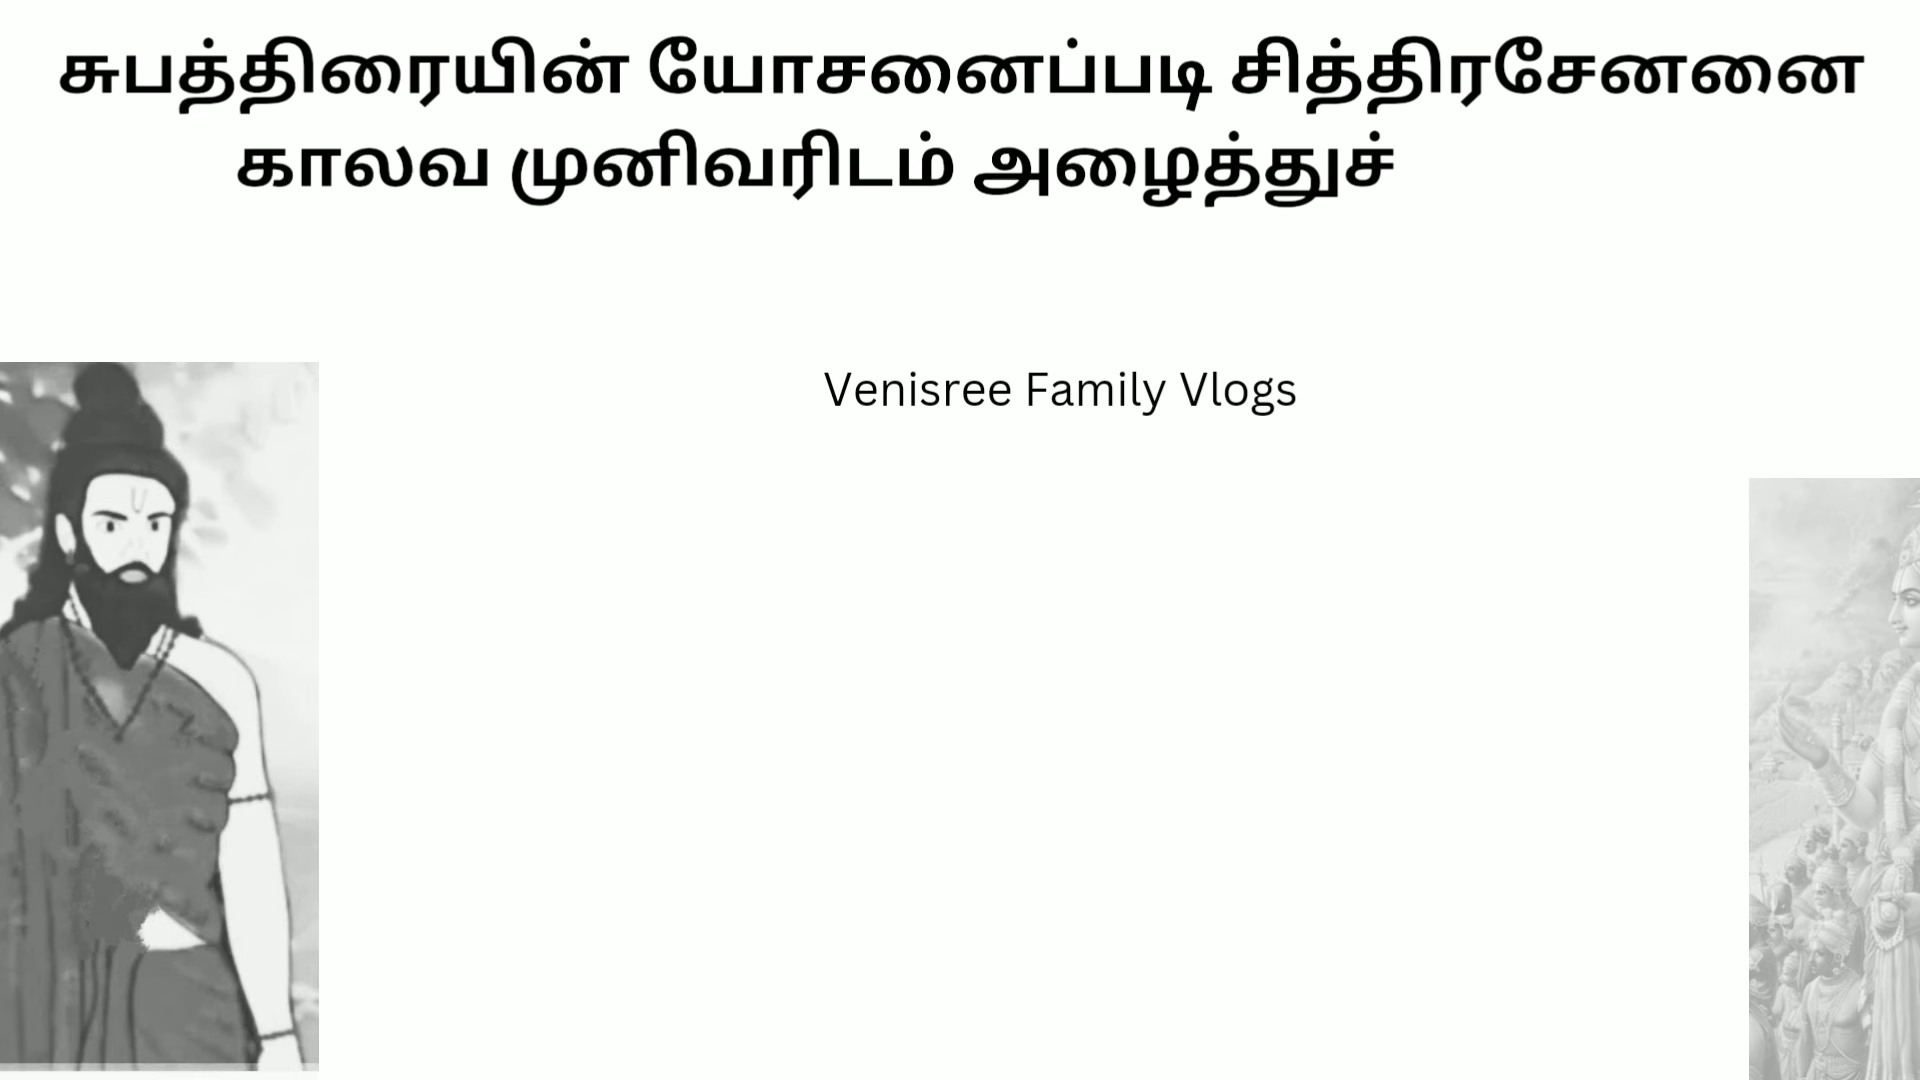 சுபத்திரையின் யோசனைப்படி சித்திரசேனனை
காலவ முனிவரிடம் அழைத்துச்
Venisree Family Vlogs